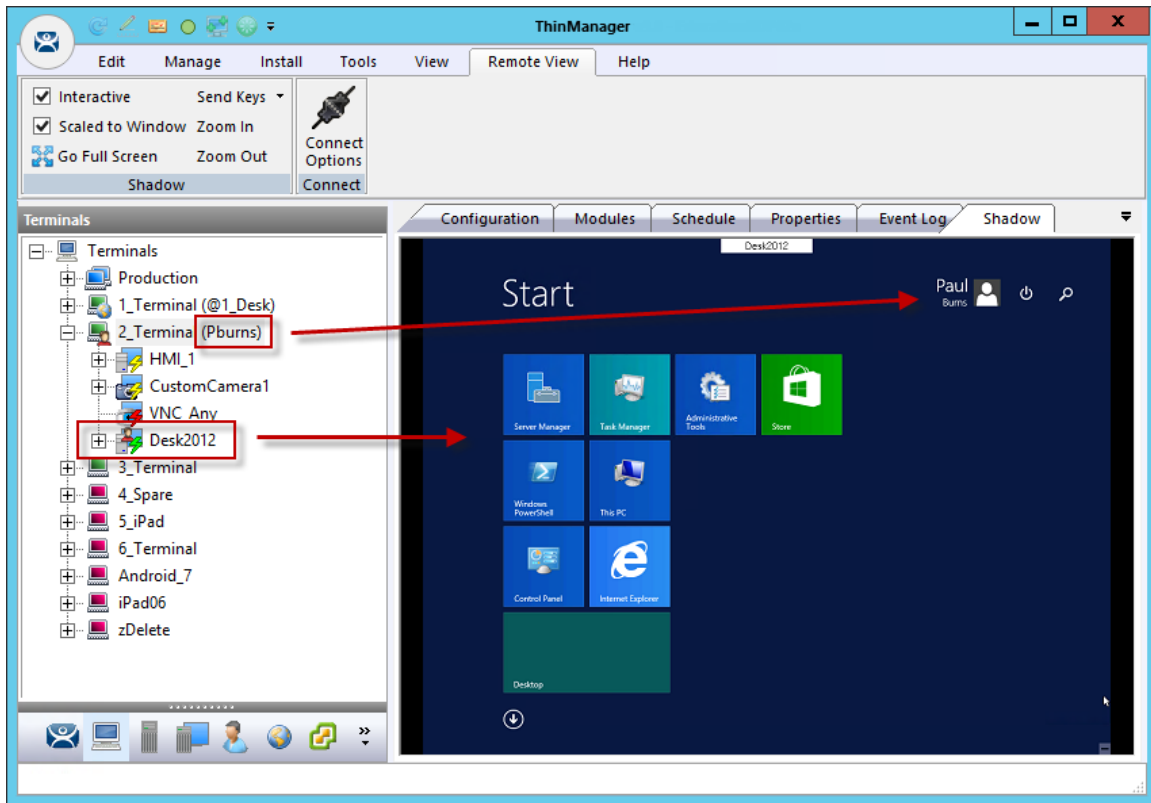 ThinManager
Edit Manage Install Tools View Remote View Help
Interactive Send Keys
Scaled to Window Zoom In
Go Full Screen Zoom Out
Connect Options
Shadow Connect
Terminals
Configuration Modules Schedule Properties Event Log Shadow
Terminals
Production
1_Terminal (@1_Desk)
2_Terminal (Pburns)
HMI_1
CustomCamera1
VNC_Any
Desk2012
3_Terminal
4_Spare
5_iPad
6_Terminal
Android_7
iPad06
zDelete
Desk2012
Start
Paul
Burns
Server Manager
Task Manager
Administrative
Tools
Store
Windows
PowerShell
This PC
Control Panel
Internet Explorer
Desktop